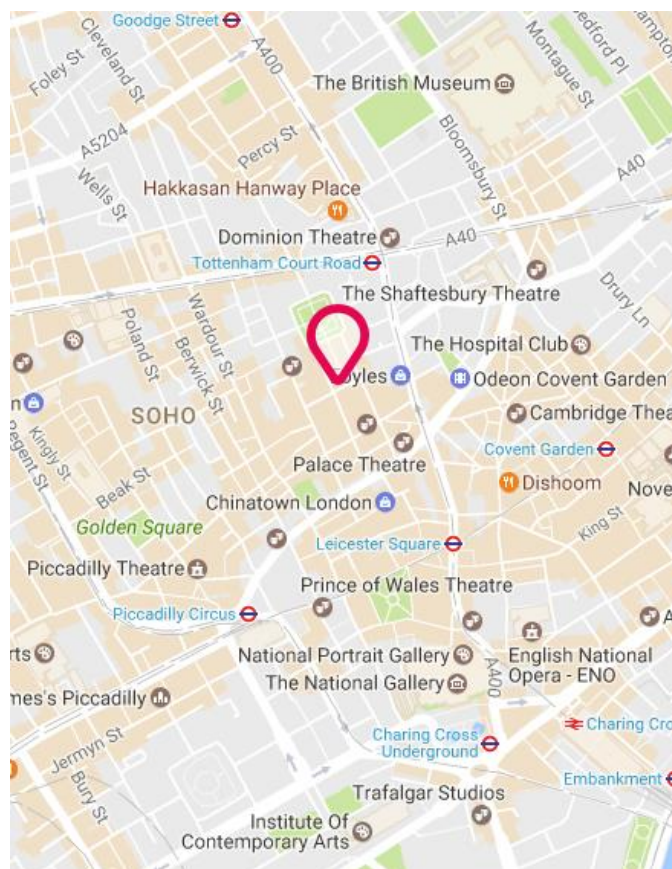 Goodge Street
A400
Cleveland St
Foley St
The British Museum
Montague St
Bedford Pl
A5204
Percy St
Bloomsbury St
Wells St
A40
Hakkasan Hanway Place
Dominion Theatre
A40
Tottenham Court Road
Drury Ln
The Shaftesbury Theatre
Poland St
Wardour St
Berwick St
The Hospital Club
Foyles
Odeon Covent Garden
SOHO
Cambridge Thea
Kingly St
Regent St
Covent Garden
Palace Theatre
Beak St
Dishoom
Chinatown London
Nove
Golden Square
King St
Leicester Square
Piccadilly Theatre
Prince of Wales Theatre
Piccadilly Circus
National Portrait Gallery
English National
Opera - ENO
The National Gallery
A400
mes's Piccadilly
Charing Cross
Underground
Charing Cro
Jermyn St
Bury St
Embankment
Trafalgar Studios
Institute Of
Contemporary Arts